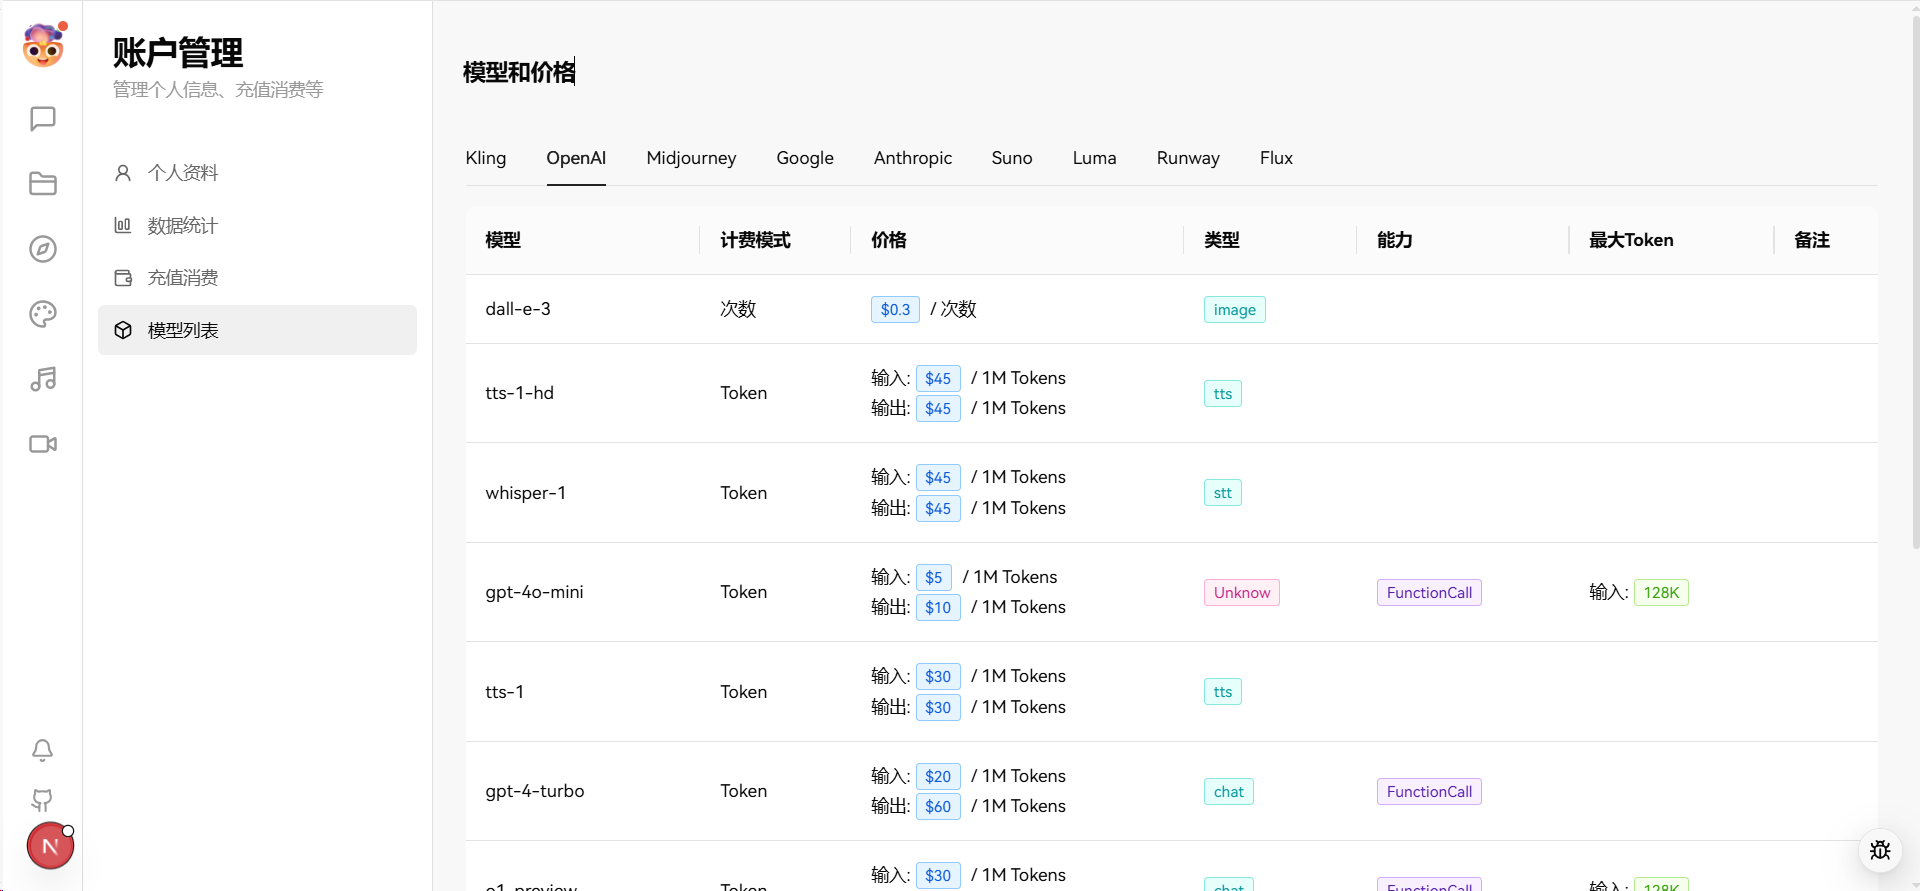 账户管理
管理个人信息、充值消费等
个人资料
数据统计
充值消费
模型列表
N
模型和价格
Kling OpenAI Midjourney Google Anthropic Suno Luma Runway Flux
模型 计费模式 价格 类型 能力 最大Token 备注
dall-e-3 次数 $0.3 / 次数 image
tts-1-hd Token 输入: $45 / 1M Tokens tts
输出: $45 / 1M Tokens
whisper-1 Token 输入: $45 / 1M Tokens stt
输出: $45 / 1M Tokens
gpt-4o-mini Token 输入: $5 / 1M Tokens Unknow FunctionCall 输入: 128K
输出: $10 / 1M Tokens
tts-1 Token 输入: $30 / 1M Tokens tts
输出: $30 / 1M Tokens
gpt-4-turbo Token 输入: $20 / 1M Tokens chat FunctionCall
输出: $60 / 1M Tokens
o1-preview Token 输入: $30 / 1M Tokens chat FunctionCall 输入: 128K